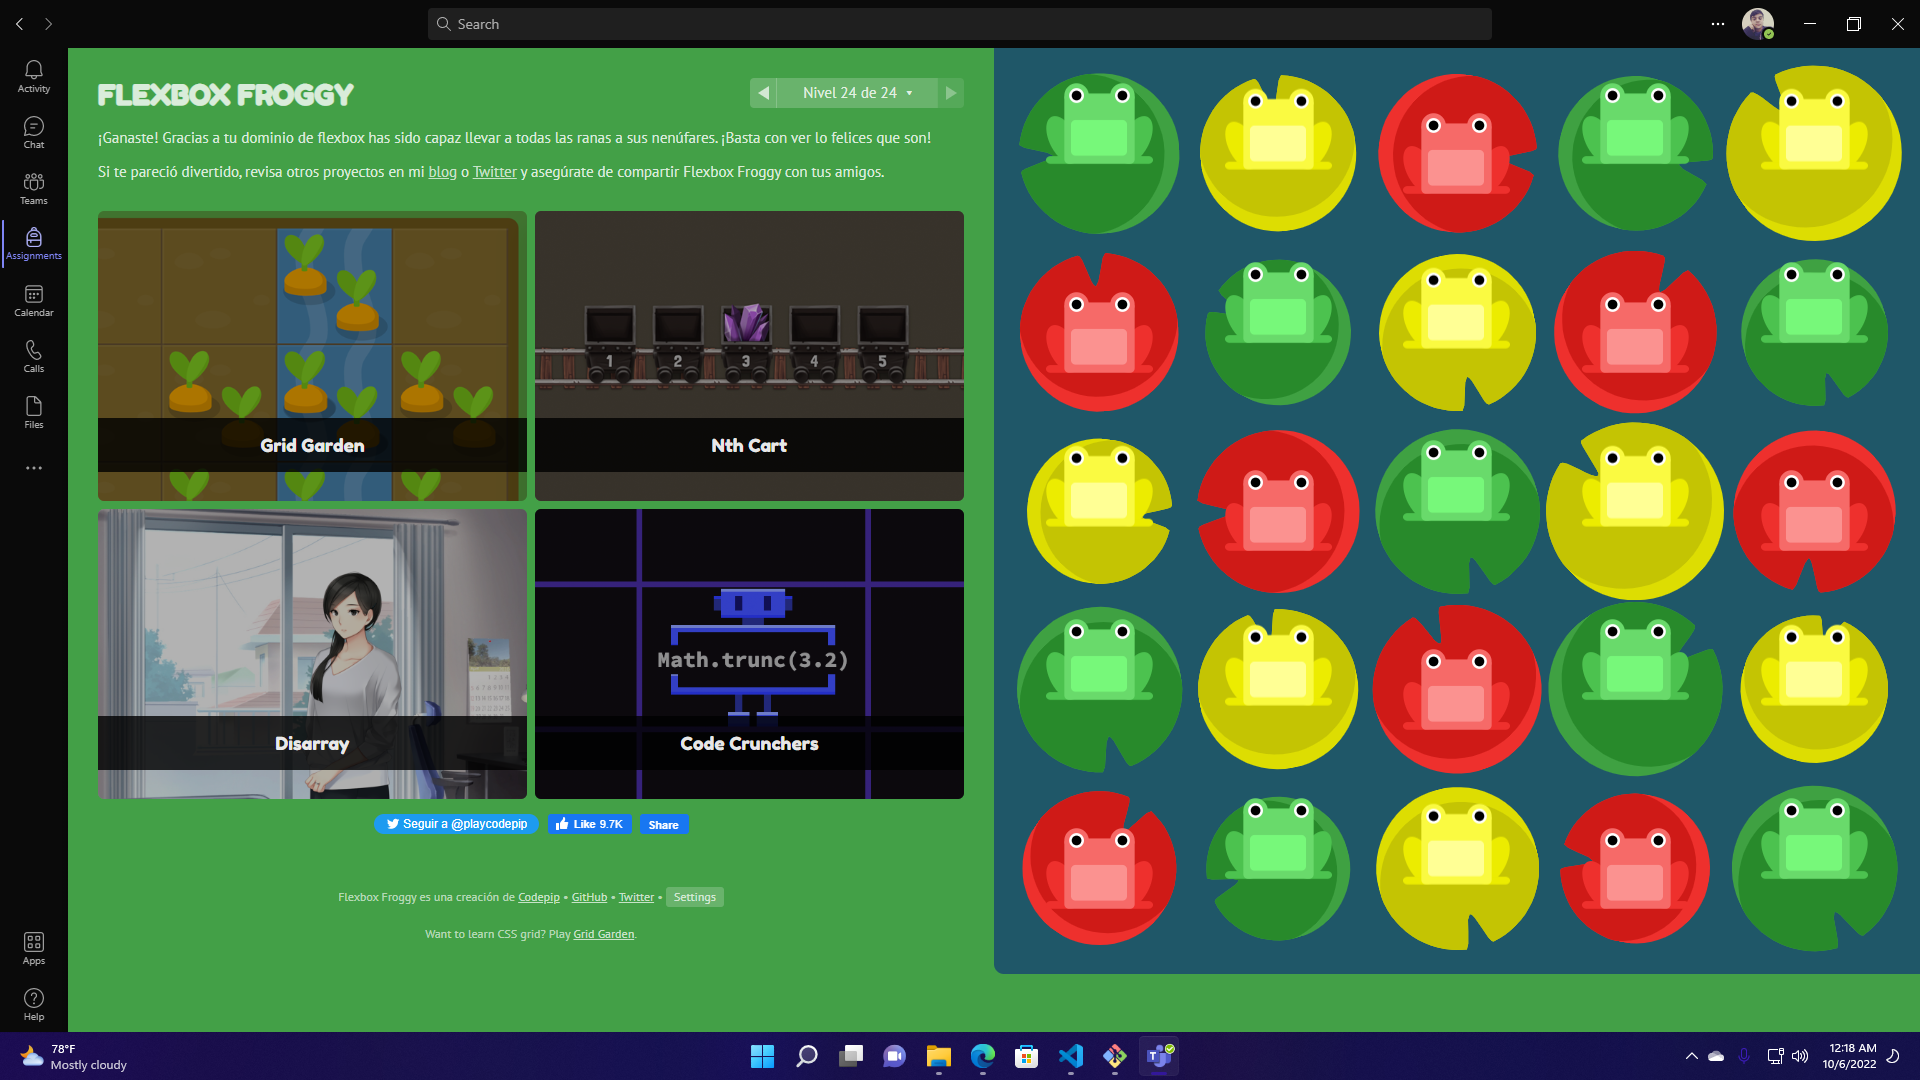 Search
Activity
Chat
Teams
Assignments
Calendar
Calls
Files
Apps
Help
FLEXBOX FROGGY
Nivel 24 de 24
¡Ganaste! Gracias a tu dominio de flexbox has sido capaz llevar a todas las ranas a sus nenúfares. ¡Basta con ver lo felices que son!
Si te pareció divertido, revisa otros proyectos en mi blog o Twitter y asegúrate de compartir Flexbox Froggy con tus amigos.
1 2 3 4 5
Grid Garden
Nth Cart
Math.trunc(3.2)
Disarray
Code Crunchers
Seguir a @playcodepip
Like 9.7K
Share
Flexbox Froggy es una creación de Codepip • GitHub • Twitter • Settings
Want to learn CSS grid? Play Grid Garden.
78°F
Mostly cloudy
12:18 AM
10/6/2022